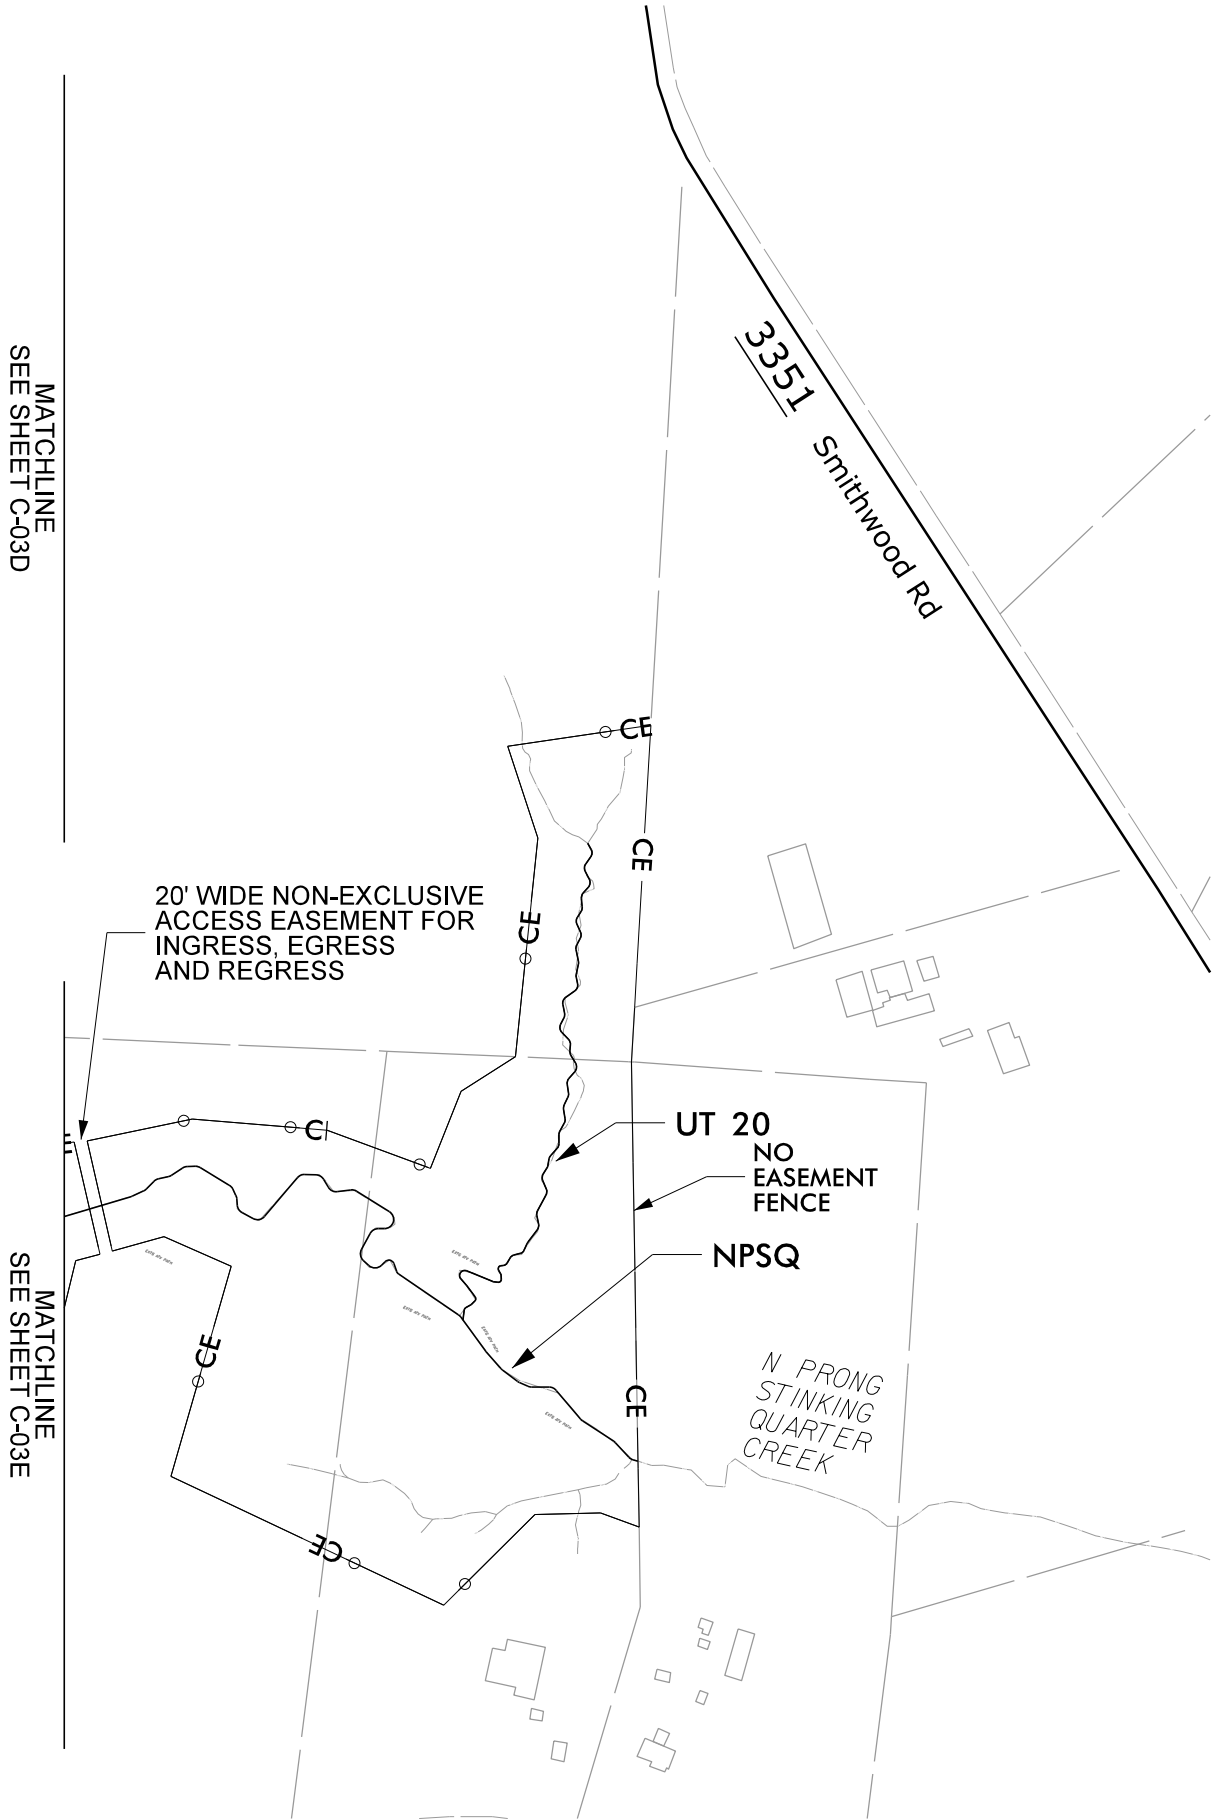 3351
Smithwood Rd
MATCHLINE
SEE SHEET C-03D
CE
CE
20' WIDE NON-EXCLUSIVE
ACCESS EASEMENT FOR
INGRESS, EGRESS
AND REGRESS
CE
UT 20
NO
EASEMENT
FENCE
NPSQ
MATCHLINE
SEE SHEET C-03E
CE
CE
N PRONG
STINKING
QUARTER
CREEK
CE